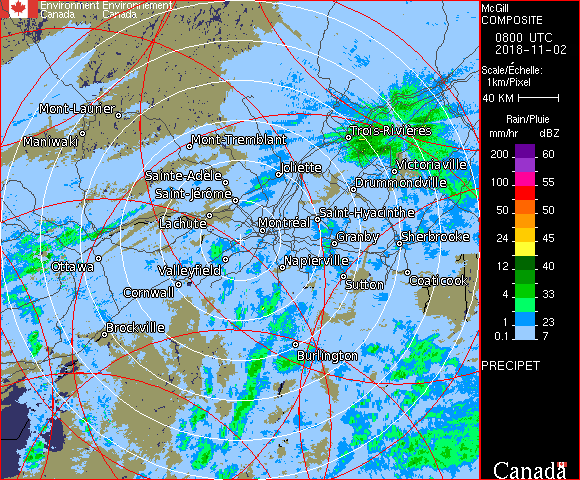 Environment Environnement
Canada Canada
McGill
COMPOSITE
0800 UTC
2018-11-02
Scale/Échelle:
1km/Pixel
40 KM
Rain/Pluie
mm/hr dBZ
200 60
100 55
50 50
24 45
12 40
4 33
1 23
0.1 7
PRECIPET
Canada
Mont-Laurier
Maniwaki
Mont-Tremblant
Trois-Rivières
Joliette
Victoriaville
Sainte-Adèle
Drummondville
Saint-Jérôme
Saint-Hyacinthe
Lachute
Montréal
Granby
Sherbrooke
Ottawa
Valleyfield
Napierville
Sutton
Coaticook
Cornwall
Brockville
Burlington